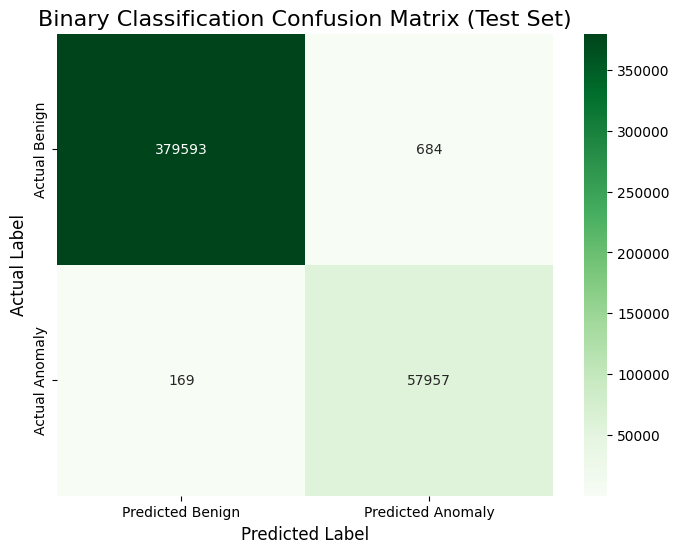 Binary Classification Confusion Matrix (Test Set)
Actual Label
Actual Benign
Actual Anomaly
379593
684
169
57957
Predicted Benign
Predicted Anomaly
Predicted Label
350000
300000
250000
200000
150000
100000
50000